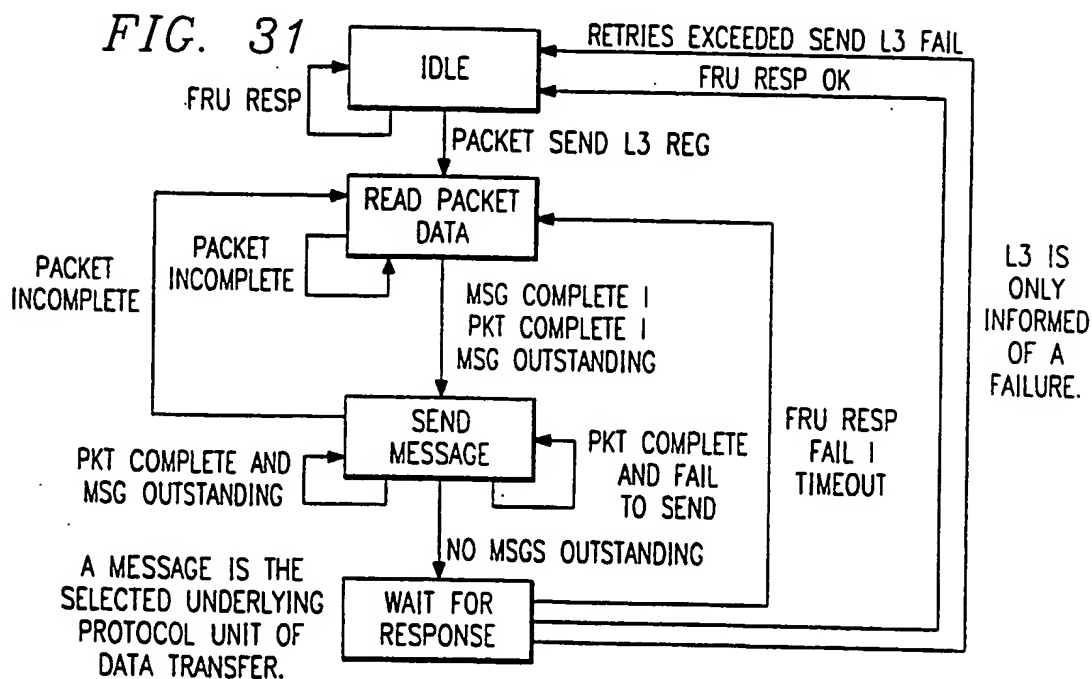 FIG. 31
RETRIES EXCEEDED SEND L3 FAIL
IDLE
FRU RESP OK
FRU RESP
PACKET SEND L3 REG
READ PACKET
DATA
PACKET
INCOMPLETE
PACKET
INCOMPLETE
L3 IS
ONLY
INFORMED
OF A
FAILURE.
MSG COMPLETE |
PKT COMPLETE |
MSG OUTSTANDING
SEND
MESSAGE
PKT COMPLETE AND
MSG OUTSTANDING
PKT COMPLETE
AND FAIL
TO SEND
FRU RESP
FAIL |
TIMEOUT
NO MSGS OUTSTANDING
A MESSAGE IS THE
SELECTED UNDERLYING
PROTOCOL UNIT OF
DATA TRANSFER.
WAIT FOR
RESPONSE